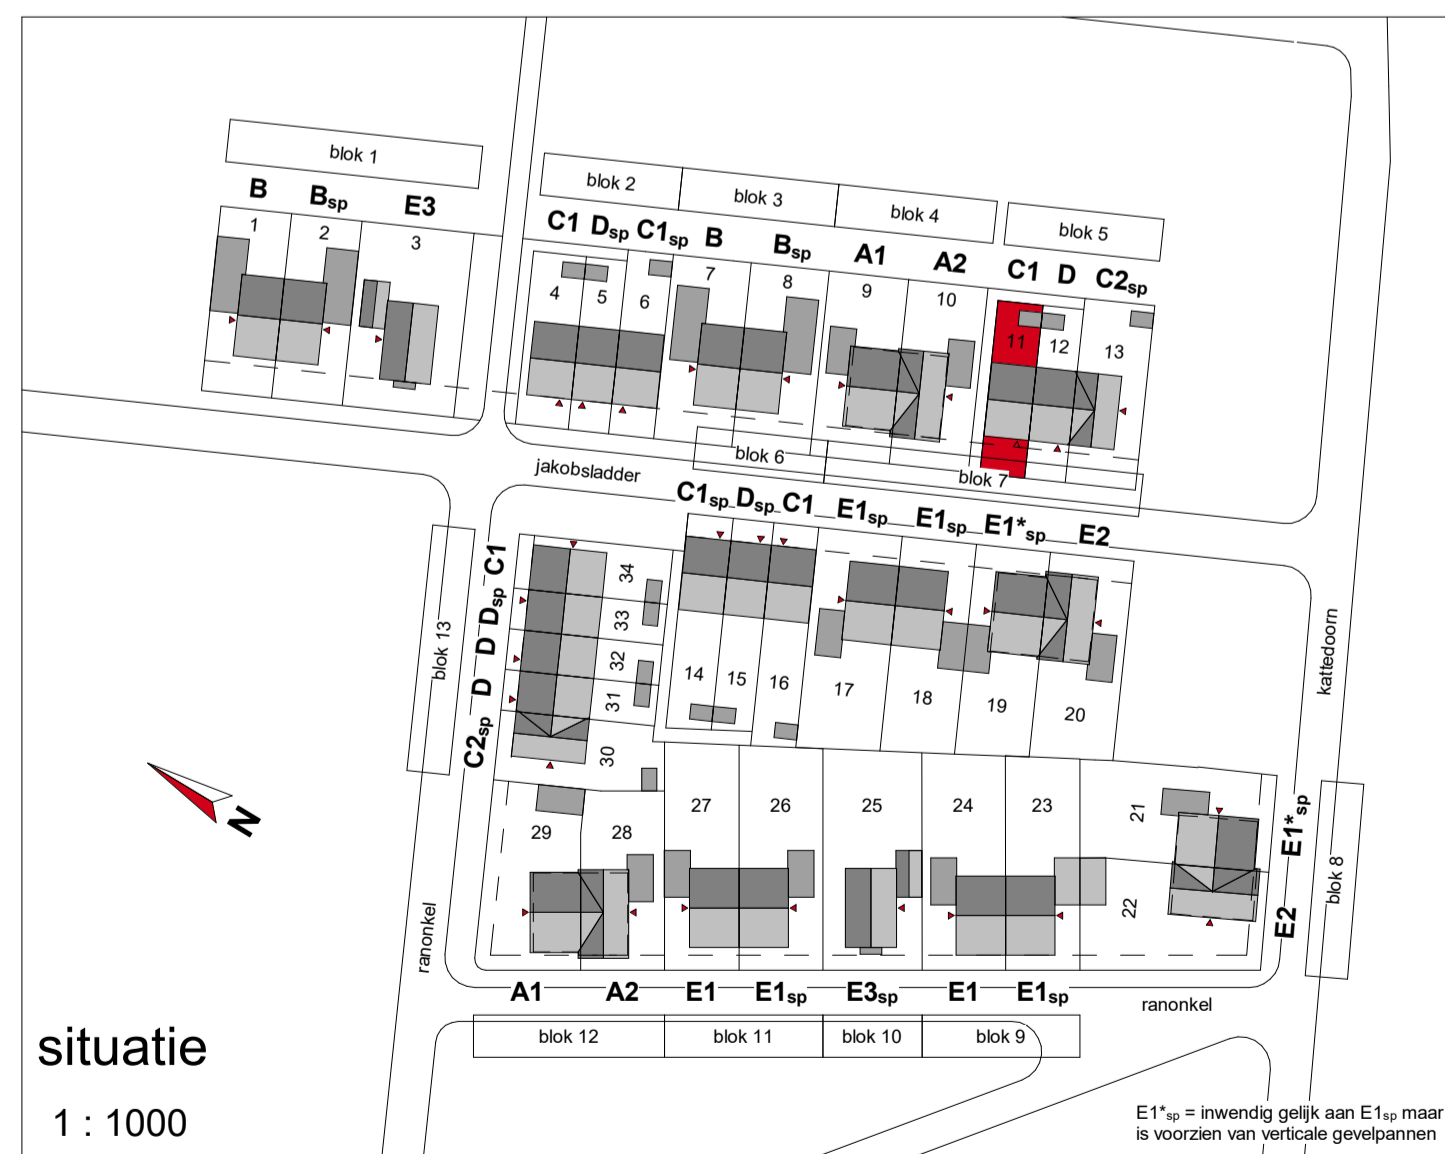 blok 1
B Bsp E3
1 2 3
blok 2 blok 3 blok 4 blok 5
C1 Dsp C1sp B Bsp A1 A2 C1 D C2sp
4 5 6 7 8 9 10 11 12 13
jakobsladder
blok 6 blok 7
C1sp Dsp C1 E1sp E1sp E1*sp E2
14 15 16 17 18 19 20
blok 13
C2sp D D Dsp C1
34
33
32
31
30
kattedoorn
N
29 28 27 26 25 24 23 21
22
E2 E1*sp
blok 8
ranonkel
A1 A2 E1 E1sp E3sp E1 E1sp
ranonkel
blok 12 blok 11 blok 10 blok 9
situatie
1 : 1000
E1*sp = inwendig gelijk aan E1sp maar
is voorzien van verticale gevelpannen